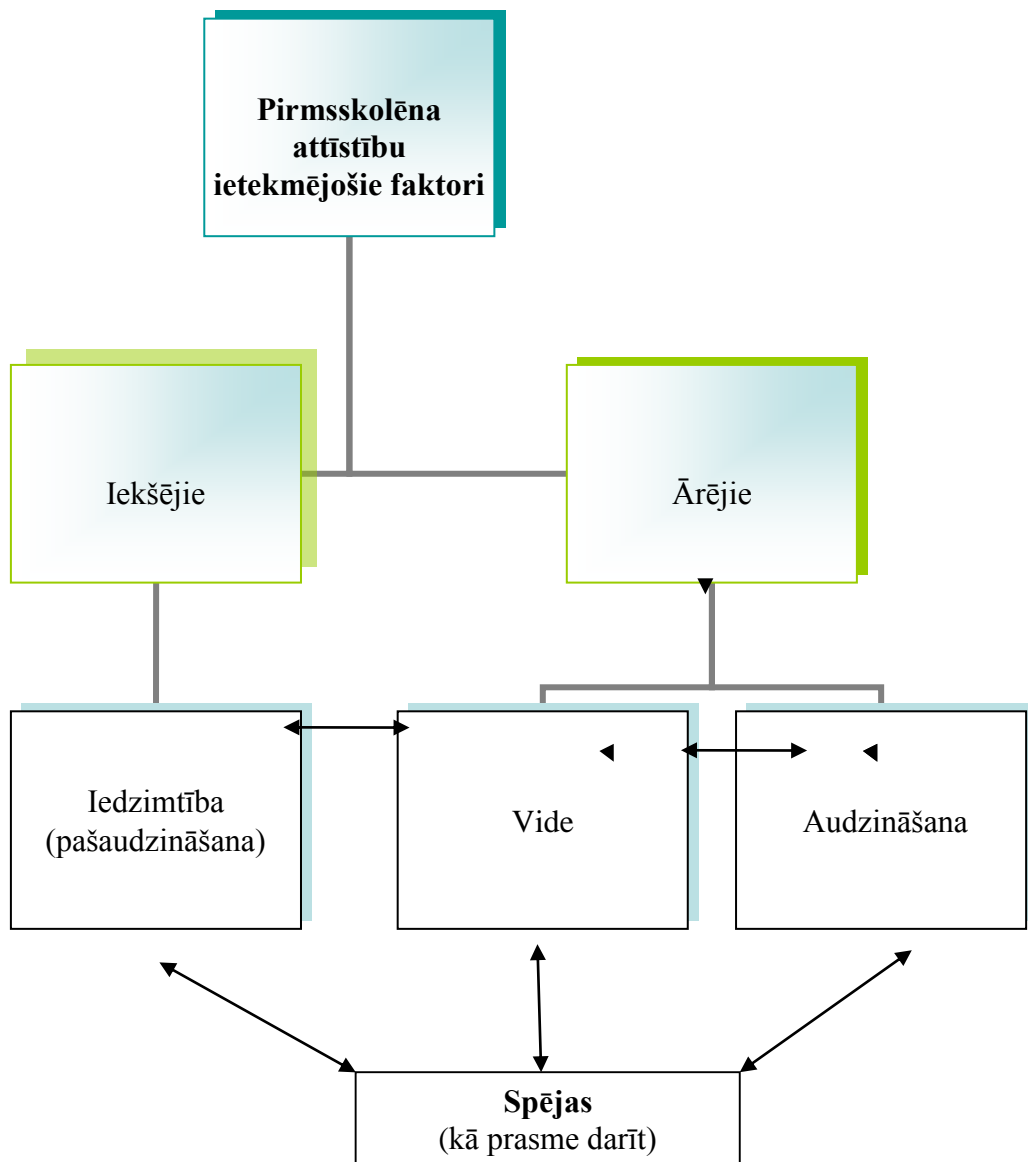 Pirmsskolēna
attīstību
ietekmējošie faktori
Iekšējie
Ārējie
Iedzimtība
(pašaudzināšana)
Vide
Audzināšana
Spējas
(kā prasme darīt)